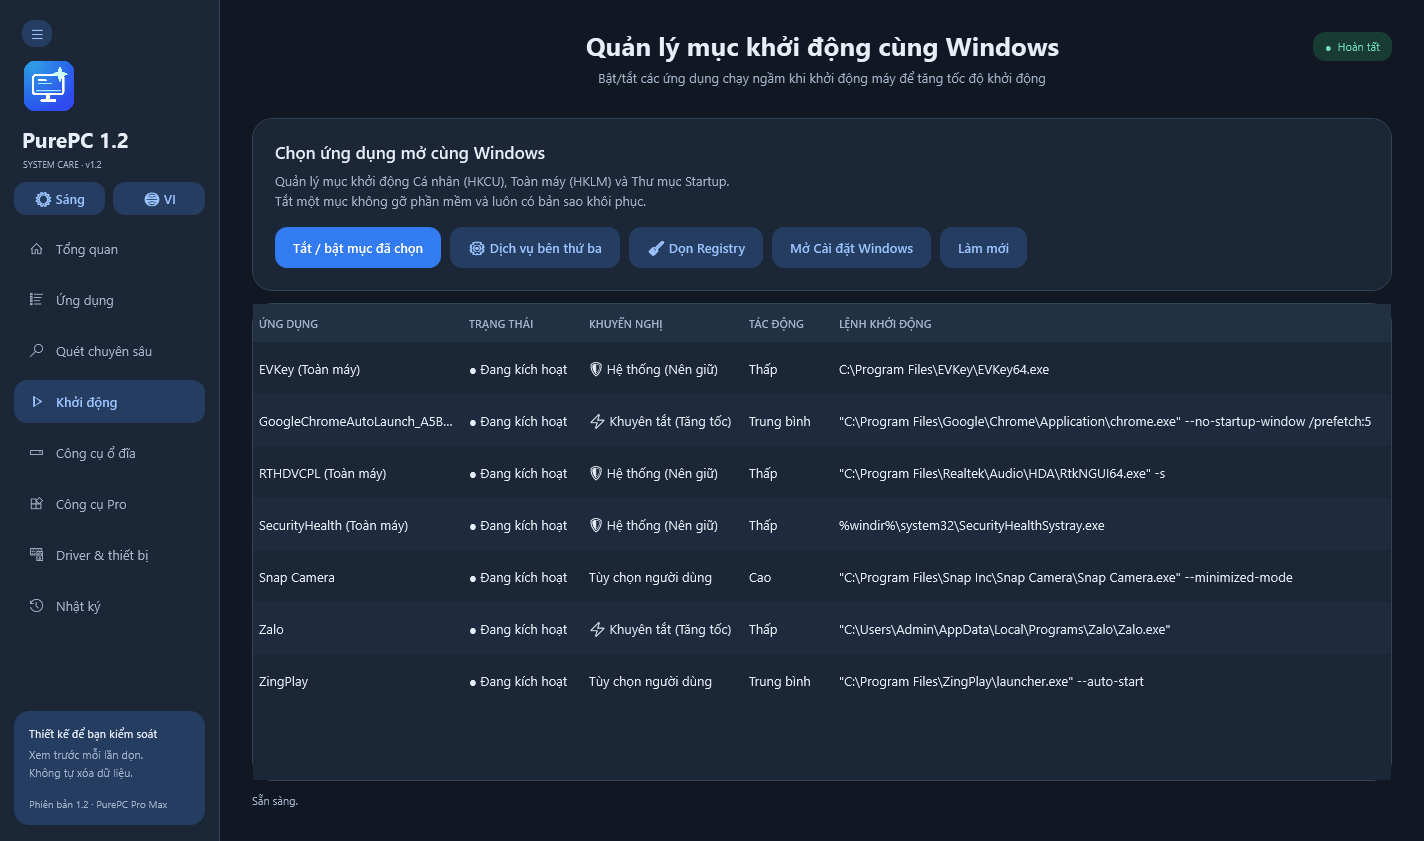 PurePC 1.2
SYSTEM CARE · v1.2
Sáng
VI
Tổng quan
Ứng dụng
Quét chuyên sâu
Khởi động
Công cụ ổ đĩa
Công cụ Pro
Driver & thiết bị
Nhật ký
Thiết kế để bạn kiểm soát
Xem trước mỗi lần dọn.
Không tự xóa dữ liệu.
Phiên bản 1.2 · PurePC Pro Max
Quản lý mục khởi động cùng Windows
Bật/tắt các ứng dụng chạy ngầm khi khởi động máy để tăng tốc độ khởi động
● Hoàn tất
Chọn ứng dụng mở cùng Windows
Quản lý mục khởi động Cá nhân (HKCU), Toàn máy (HKLM) và Thư mục Startup.
Tắt một mục không gỡ phần mềm và luôn có bản sao khôi phục.
Tắt / bật mục đã chọn
Dịch vụ bên thứ ba
Dọn Registry
Mở Cài đặt Windows
Làm mới
ỨNG DỤNG TRẠNG THÁI KHUYẾN NGHỊ TÁC ĐỘNG LỆNH KHỞI ĐỘNG
EVKey (Toàn máy) ● Đang kích hoạt Hệ thống (Nên giữ) Thấp C:\Program Files\EVKey\EVKey64.exe
GoogleChromeAutoLaunch_A5B... ● Đang kích hoạt Khuyên tắt (Tăng tốc) Trung bình "C:\Program Files\Google\Chrome\Application\chrome.exe" --no-startup-window /prefetch:5
RTHDVCPL (Toàn máy) ● Đang kích hoạt Hệ thống (Nên giữ) Thấp "C:\Program Files\Realtek\Audio\HDA\RtkNGUI64.exe" -s
SecurityHealth (Toàn máy) ● Đang kích hoạt Hệ thống (Nên giữ) Thấp %windir%\system32\SecurityHealthSystray.exe
Snap Camera ● Đang kích hoạt Tùy chọn người dùng Cao "C:\Program Files\Snap Inc\Snap Camera\Snap Camera.exe" --minimized-mode
Zalo ● Đang kích hoạt Khuyên tắt (Tăng tốc) Thấp "C:\Users\Admin\AppData\Local\Programs\Zalo\Zalo.exe"
ZingPlay ● Đang kích hoạt Tùy chọn người dùng Trung bình "C:\Program Files\ZingPlay\launcher.exe" --auto-start
Sẵn sàng.